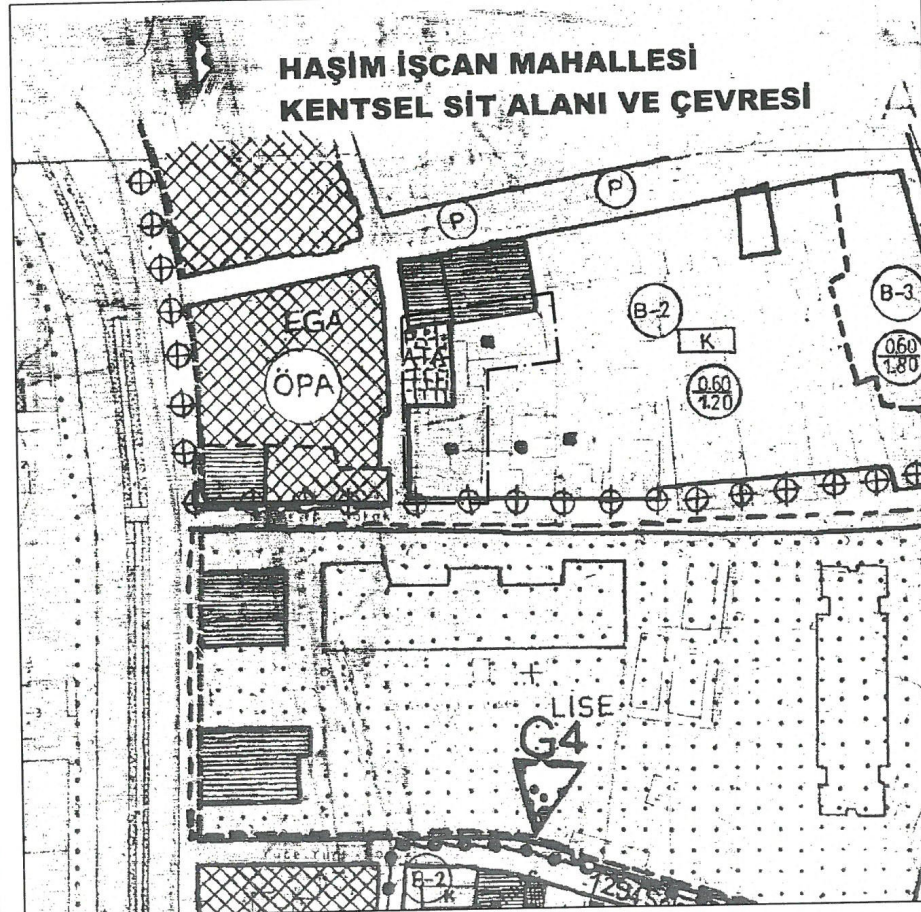 HAŞİM İŞCAN MAHALLESİ
KENTSEL SİT ALANI VE ÇEVRESİ
P
P
B-2
B-3
K
0.60
1.20
0.60
1.80
EGA
ÖPA
LİSE
G4
B-2
K